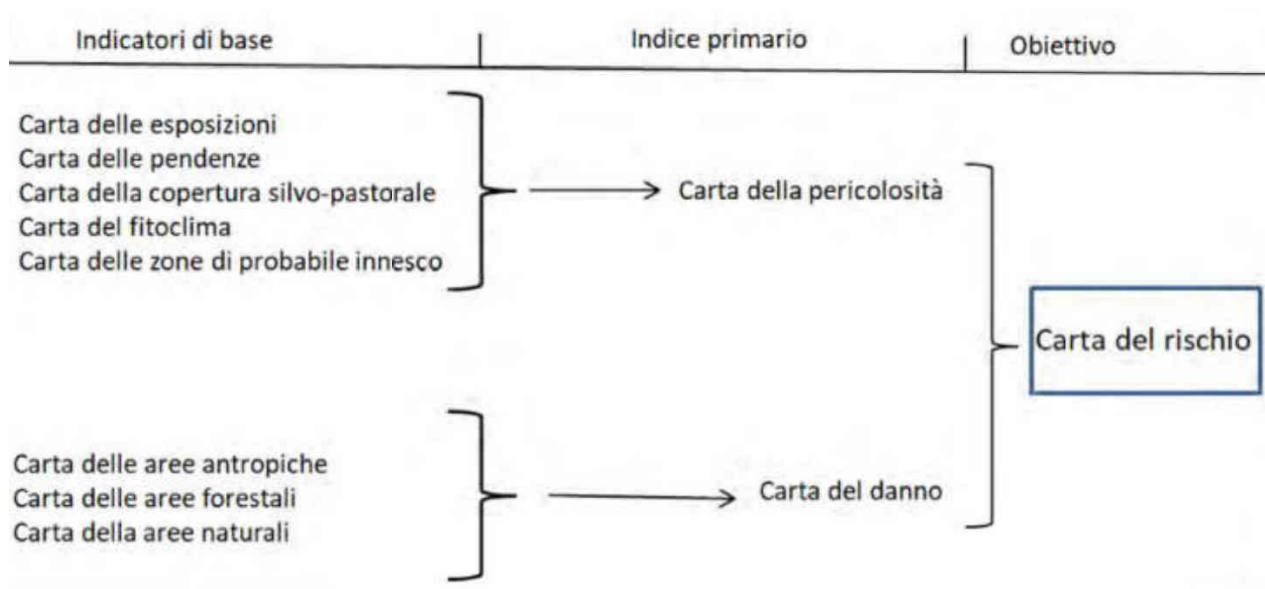 Indicatori di base
Indice primario
Obiettivo
Carta delle esposizioni
Carta delle pendenze
Carta della copertura silvo-pastorale
Carta del fitoclima
Carta delle zone di probabile innesco
Carta della pericolosità
Carta del rischio
Carta delle aree antropiche
Carta delle aree forestali
Carta della aree naturali
Carta del danno